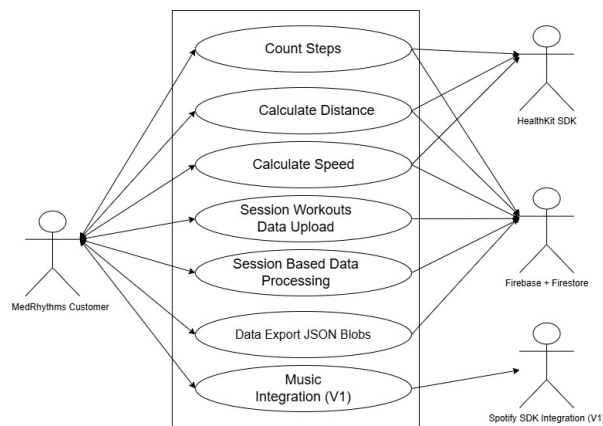 Count Steps
Calculate Distance
Calculate Speed
Session Workouts
Data Upload
Session Based Data
Processing
Data Export JSON Blobs
Music
Integration (V1)
MedRhythms Customer
HealthKit SDK
Firebase + Firestore
Spotify SDK Integration (V1)